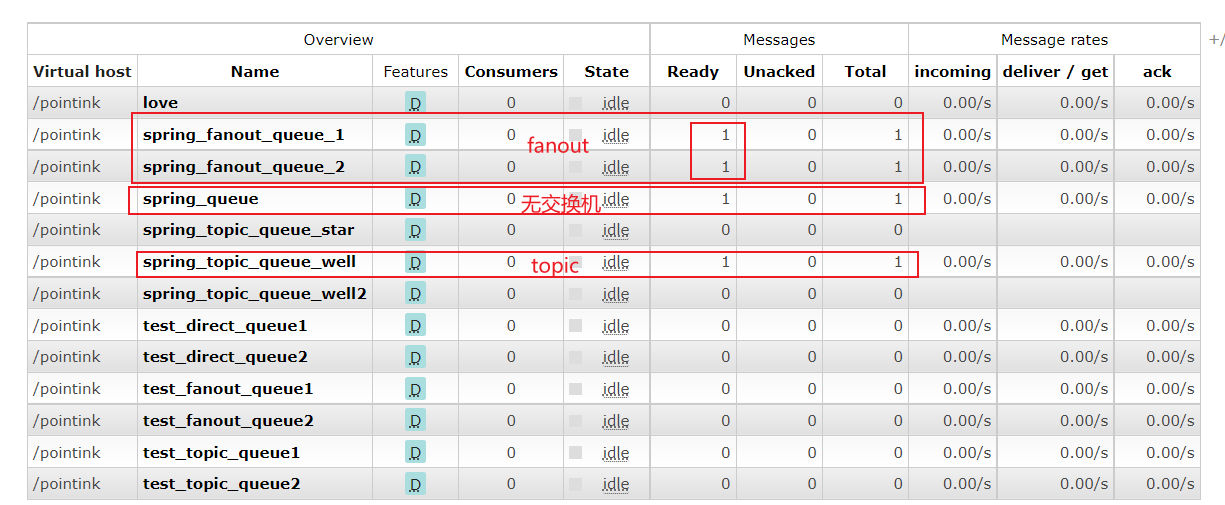 Overview Messages Message rates +/
Virtual host Name Features Consumers State Ready Unacked Total incoming deliver / get ack
/pointink love D 0 idle 0 0 0 0.00/s 0.00/s 0.00/s
/pointink spring_fanout_queue_1 D 0 idle 1 0 1 0.00/s 0.00/s 0.00/s
fanout
/pointink spring_fanout_queue_2 D 0 idle 1 0 1 0.00/s 0.00/s 0.00/s
/pointink spring_queue D 0 无交换机 idle 1 0 1 0.00/s 0.00/s 0.00/s
/pointink spring_topic_queue_star D 0 idle 0 0 0
/pointink spring_topic_queue_well D 0 topic idle 1 0 1 0.00/s 0.00/s 0.00/s
/pointink spring_topic_queue_well2 D 0 idle 0 0 0
/pointink test_direct_queue1 D 0 idle 0 0 0 0.00/s 0.00/s 0.00/s
/pointink test_direct_queue2 D 0 idle 0 0 0 0.00/s 0.00/s 0.00/s
/pointink test_fanout_queue1 D 0 idle 0 0 0 0.00/s 0.00/s 0.00/s
/pointink test_fanout_queue2 D 0 idle 0 0 0 0.00/s 0.00/s 0.00/s
/pointink test_topic_queue1 D 0 idle 0 0 0 0.00/s 0.00/s 0.00/s
/pointink test_topic_queue2 D 0 idle 0 0 0 0.00/s 0.00/s 0.00/s